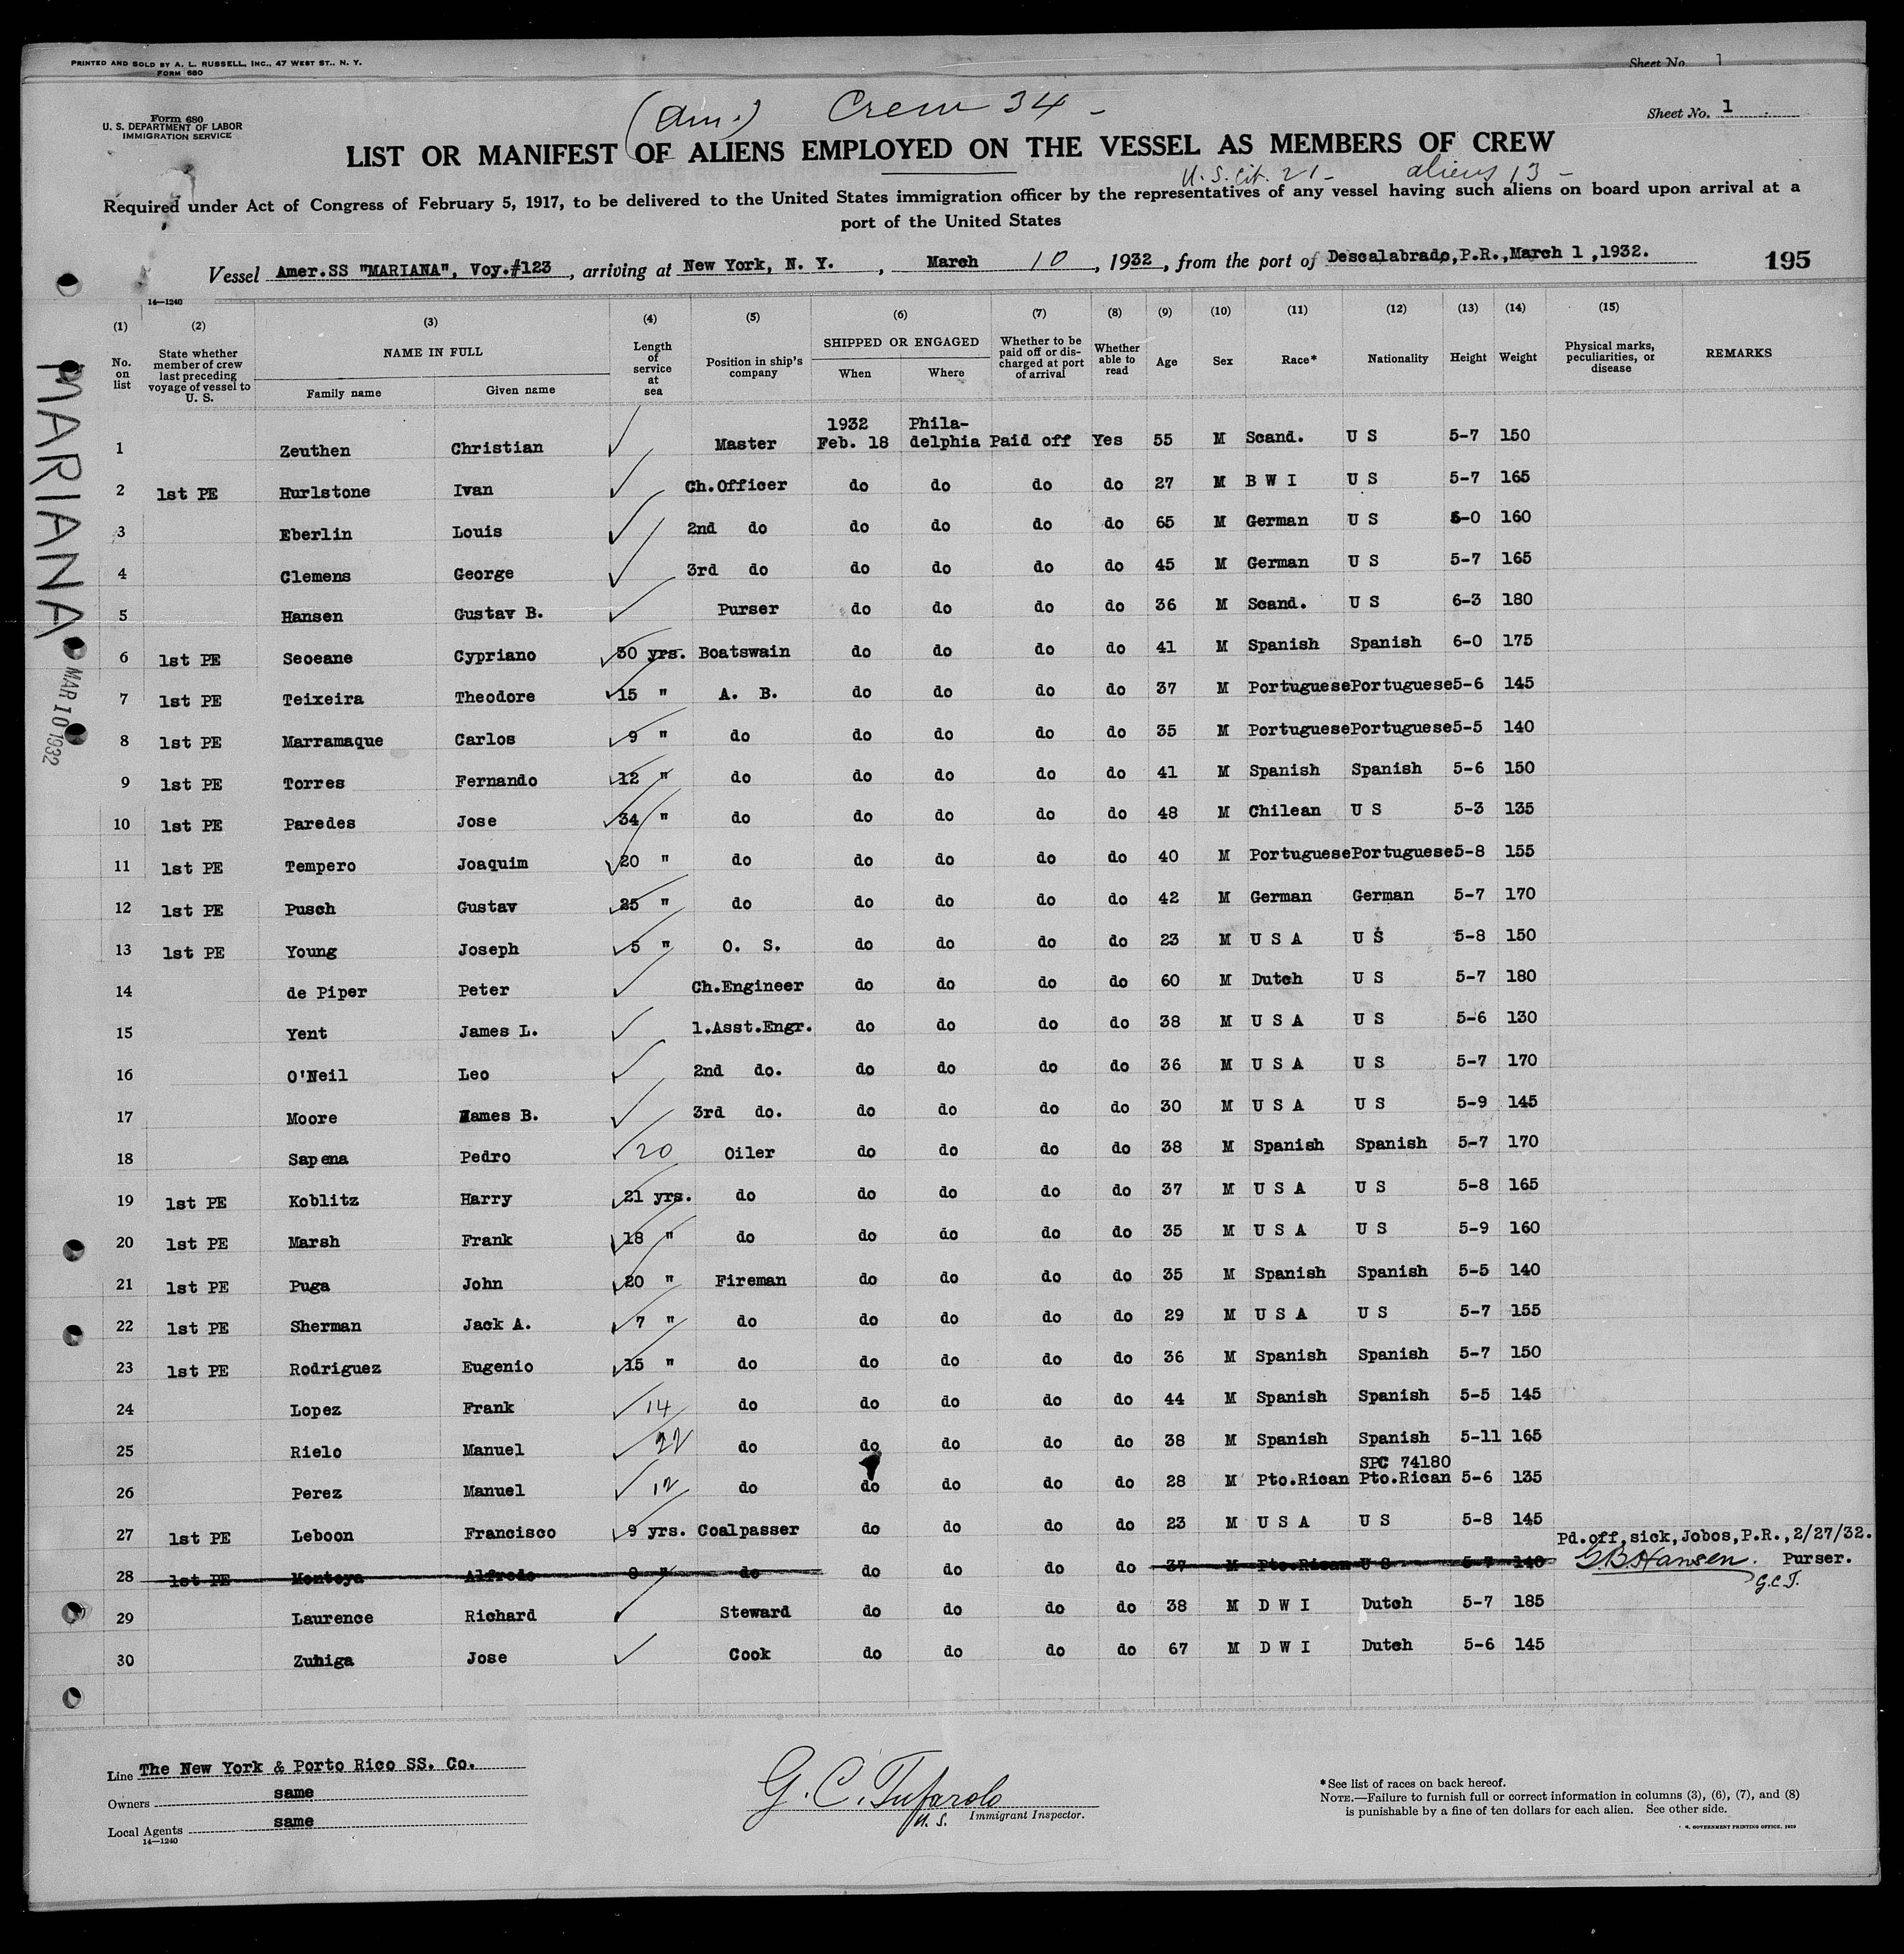 PRINTED AND SOLD BY A. L. RUSSELL, INC., 47 WEST ST., N. Y.
FORM 680
Sheet No. 1
Form 680
U. S. DEPARTMENT OF LABOR
IMMIGRATION SERVICE
(Am.) Crew 34 -
Sheet No. 1
LIST OR MANIFEST OF ALIENS EMPLOYED ON THE VESSEL AS MEMBERS OF CREW
U. S. Cit. 21 - aliens 13 -
Required under Act of Congress of February 5, 1917, to be delivered to the United States immigration officer by the representatives of any vessel having such aliens on board upon arrival at a
port of the United States
Vessel Amer.SS "MARIANA", Voy.#123, arriving at New York, N. Y., March 10, 1932, from the port of Descalabrado,P.R.,March 1,1932. 195
14—1240
(1) (2) (3) (4) (5) (6) (7) (8) (9) (10) (11) (12) (13) (14) (15)
No. on list
State whether member of crew last preceding voyage of vessel to U. S.
NAME IN FULL
Family name Given name
Length of service at sea
Position in ship's company
SHIPPED OR ENGAGED
When Where
Whether to be paid off or discharged at port of arrival
Whether able to read
Age Sex Race* Nationality Height Weight
Physical marks, peculiarities, or disease
REMARKS
1932 Phila-
1 Zeuthen Christian ✓ Master Feb. 18 delphia Paid off Yes 55 M Scand. U S 5-7 150
2 1st PE Hurlstone Ivan ✓ Ch.Officer do do do do 27 M B W I U S 5-7 165
3 Eberlin Louis ✓ 2nd do do do do do 65 M German U S 5-0 160
4 Clemens George ✓ 3rd do do do do do 45 M German U S 5-7 165
5 Hansen Gustav B. ✓ Purser do do do do 36 M Scand. U S 6-3 180
6 1st PE Seoeane Cypriano ✓ 30 yrs. Boatswain do do do do 41 M Spanish Spanish 6-0 175
7 1st PE Teixeira Theodore ✓ 15 " A. B. do do do do 37 M Portuguese Portuguese 5-6 145
8 1st PE Marramaque Carlos ✓ 9 " do do do do do 35 M Portuguese Portuguese 5-5 140
9 1st PE Torres Fernando ✓ 12 " do do do do do 41 M Spanish Spanish 5-6 150
10 1st PE Paredes Jose ✓ 34 " do do do do do 48 M Chilean U S 5-3 135
11 1st PE Tempero Joaquim ✓ 20 " do do do do do 40 M Portuguese Portuguese 5-8 155
12 1st PE Pusch Gustav ✓ 25 " do do do do do 42 M German German 5-7 170
13 1st PE Young Joseph ✓ 5 " O. S. do do do do 23 M U S A U S 5-8 150
14 de Piper Peter ✓ Ch.Engineer do do do do 60 M Dutch U S 5-7 180
15 Yent James L. ✓ 1.Asst.Engr. do do do do 38 M U S A U S 5-6 130
16 O'Neil Leo ✓ 2nd do. do do do do 36 M U S A U S 5-7 170
17 Moore James B. ✓ 3rd do. do do do do 30 M U S A U S 5-9 145
18 Sapena Pedro ✓ 20 Oiler do do do do 38 M Spanish Spanish 5-7 170
19 1st PE Koblitz Harry ✓ 21 yrs. do do do do do 37 M U S A U S 5-8 165
20 1st PE Marsh Frank ✓ 18 " do do do do do 35 M U S A U S 5-9 160
21 1st PE Puga John ✓ 20 " Fireman do do do do 35 M Spanish Spanish 5-5 140
22 1st PE Sherman Jack A. ✓ 7 " do do do do do 29 M U S A U S 5-7 155
23 1st PE Rodriguez Eugenio ✓ 15 " do do do do do 36 M Spanish Spanish 5-7 150
24 Lopez Frank ✓ 14 do do do do do 44 M Spanish Spanish 5-5 145
25 Rielo Manuel ✓ 22 do do do do do 38 M Spanish Spanish 5-11 165
SPC 74180
26 Perez Manuel ✓ 12 do do do do do 28 M Pto.Rican Pto.Rican 5-6 135
27 1st PE Leboon Francisco ✓ 9 yrs. Coalpasser do do do do 23 M U S A U S 5-8 145
Pd.off,sick,Jobos,P.R.,2/27/32.
28 1st PE Montoya Alfredo " do do do do do 37 M Pto.Rican U S 5-7 140 G.B.Hansen. Purser.
G.C.T.
29 Laurence Richard ✓ Steward do do do do 38 M D W I Dutch 5-7 185
30 Zuniga Jose ✓ Cook do do do do 67 M D W I Dutch 5-6 145
MARIANA
MAR 10 1932
Line The New York & Porto Rico SS. Co.
Owners same
Local Agents same
14—1240
G. C. Tufarolo
U. S. Immigrant Inspector.
*See list of races on back hereof.
NOTE.—Failure to furnish full or correct information in columns (3), (6), (7), and (8)
is punishable by a fine of ten dollars for each alien. See other side.
GOVERNMENT PRINTING OFFICE